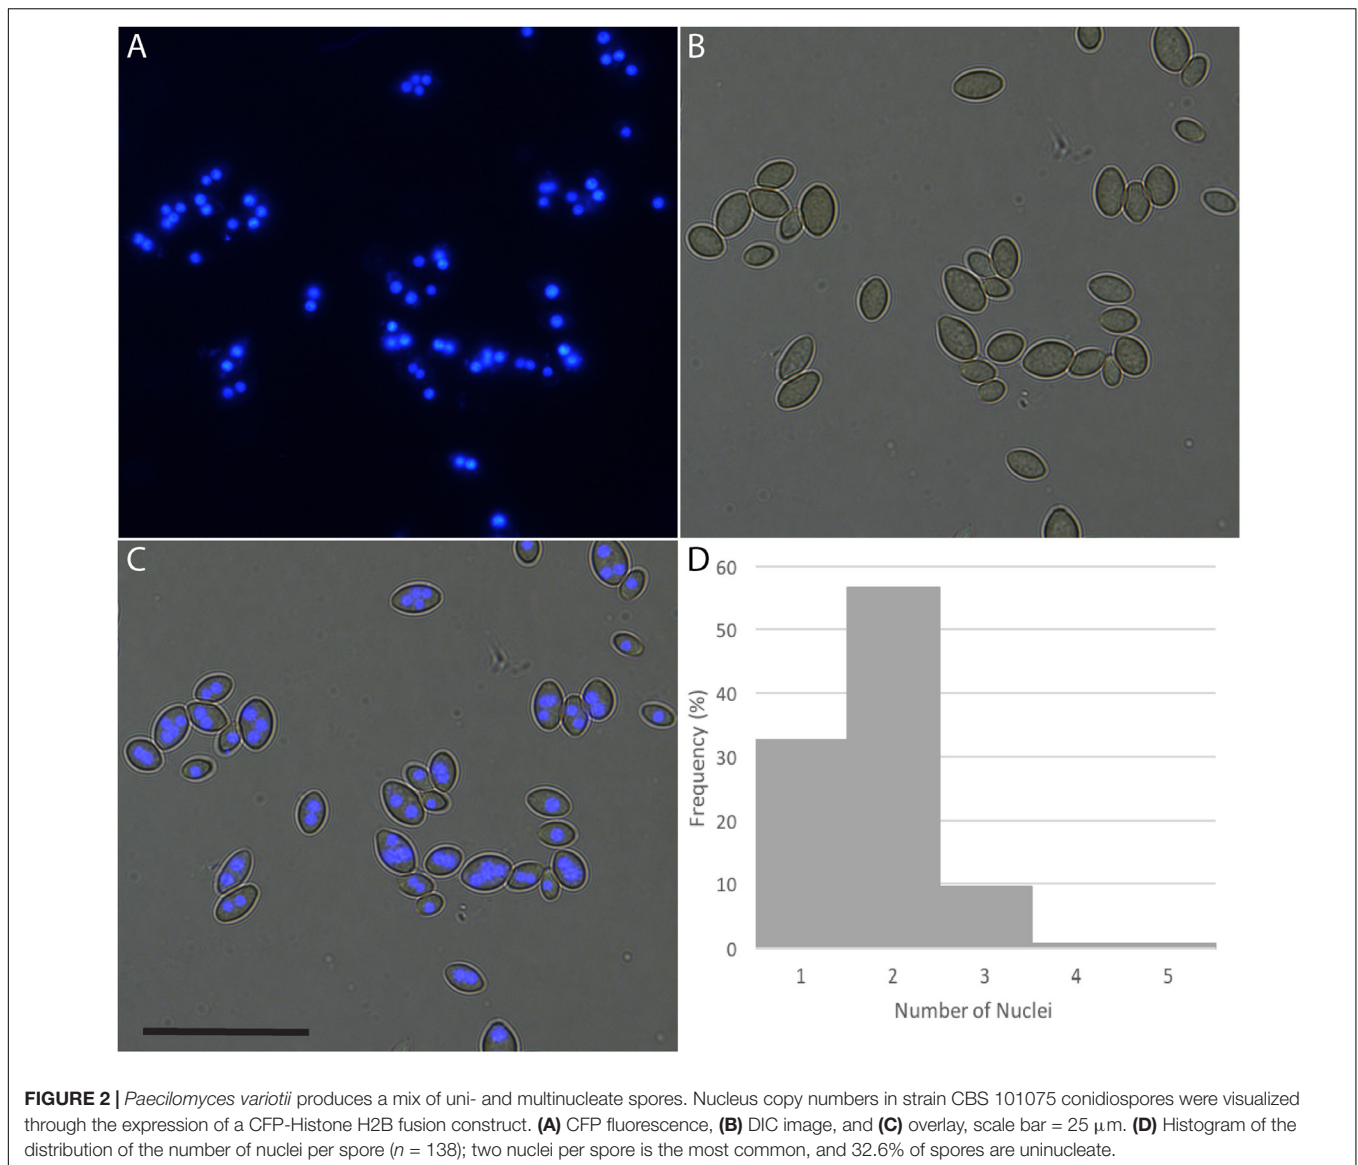 A
B
C
D
60
50
40
30
20
10
0
Frequency (%)
1 2 3 4 5
Number of Nuclei
FIGURE 2 | Paecilomyces variotii produces a mix of uni- and multinucleate spores. Nucleus copy numbers in strain CBS 101075 conidiospores were visualized
through the expression of a CFP-Histone H2B fusion construct. (A) CFP fluorescence, (B) DIC image, and (C) overlay, scale bar = 25 μm. (D) Histogram of the
distribution of the number of nuclei per spore (n = 138); two nuclei per spore is the most common, and 32.6% of spores are uninucleate.